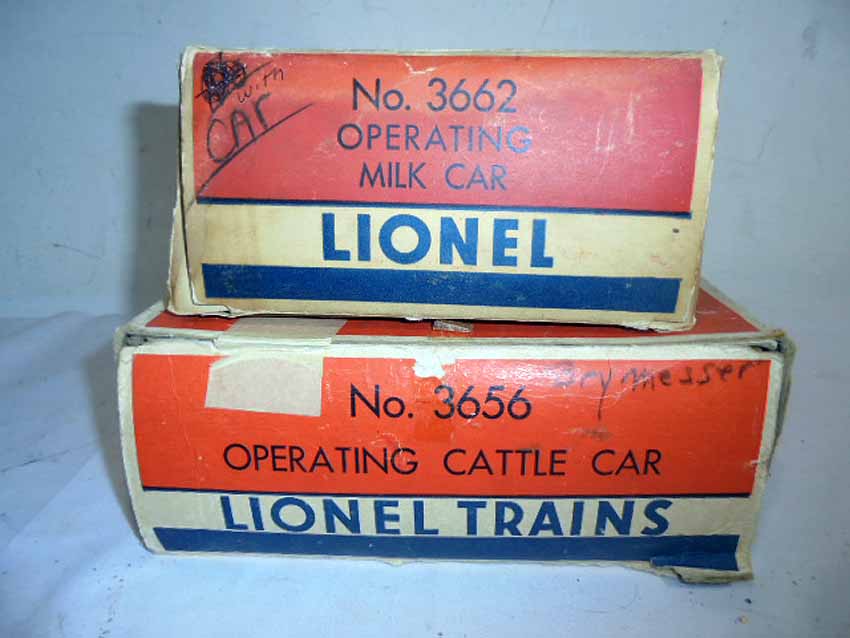 with
CAR
No. 3662
OPERATING
MILK CAR
LIONEL
No. 3656
OPERATING CATTLE CAR
LIONEL TRAINS